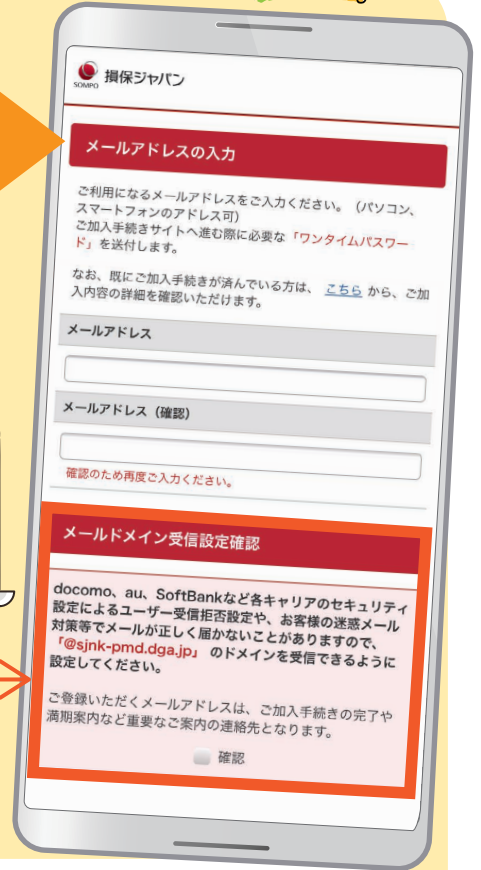 SOMPO
損保ジャパン
メールアドレスの入力
ご利用になるメールアドレスをご入力ください。(パソコン、
スマートフォンのアドレス可)
ご加入手続きサイトへ進む際に必要な「ワンタイムパスワー
ド」を送付します。
なお、既にご加入手続きが済んでいる方は、 こちら から、ご加
入内容の詳細を確認いただけます。
メールアドレス
メールアドレス(確認)
確認のため再度ご入力ください。
メールドメイン受信設定確認
docomo、au、SoftBankなど各キャリアのセキュリティ
設定によるユーザー受信拒否設定や、お客様の迷惑メール
対策等でメールが正しく届かないことがありますので、
「@sjnk-pmd.dga.jp」 のドメインを受信できるように
設定してください。
ご登録いただくメールアドレスは、ご加入手続きの完了や
満期案内など重要なご案内の連絡先となります。
確認